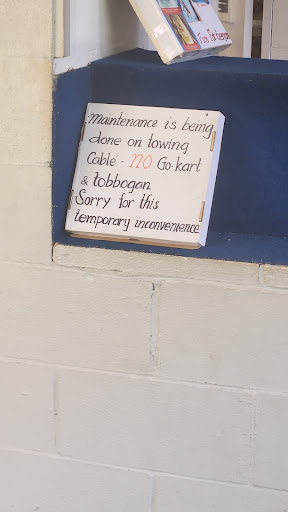 maintenance is being
done on towing
Cable - NO Go-kart
& tobbogan
Sorry for this
temporary inconvenience